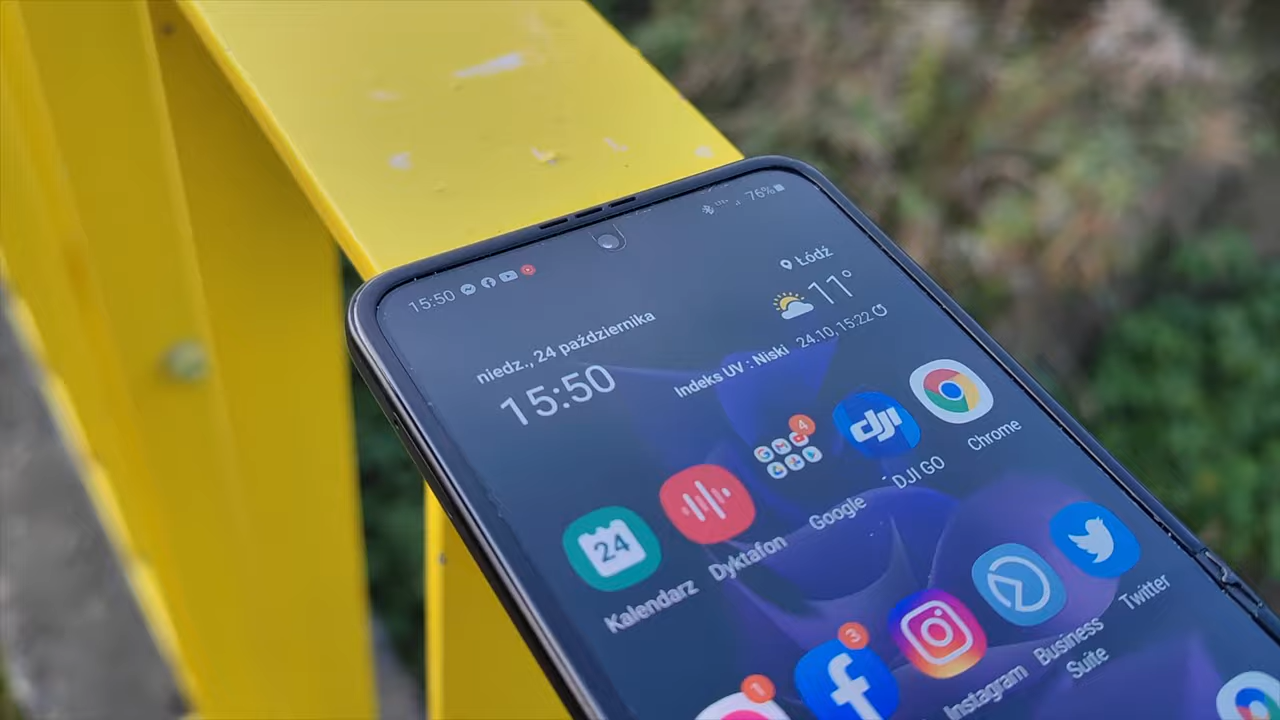 15:50
76%
Łódź
11°
niedz., 24 października
15:50
Indeks UV : Niski
24.10, 15:22
24
Kalendarz
Dyktafon
4
Google
dji
DJI GO
Chrome
1
3
Instagram
Business
Suite
Twitter